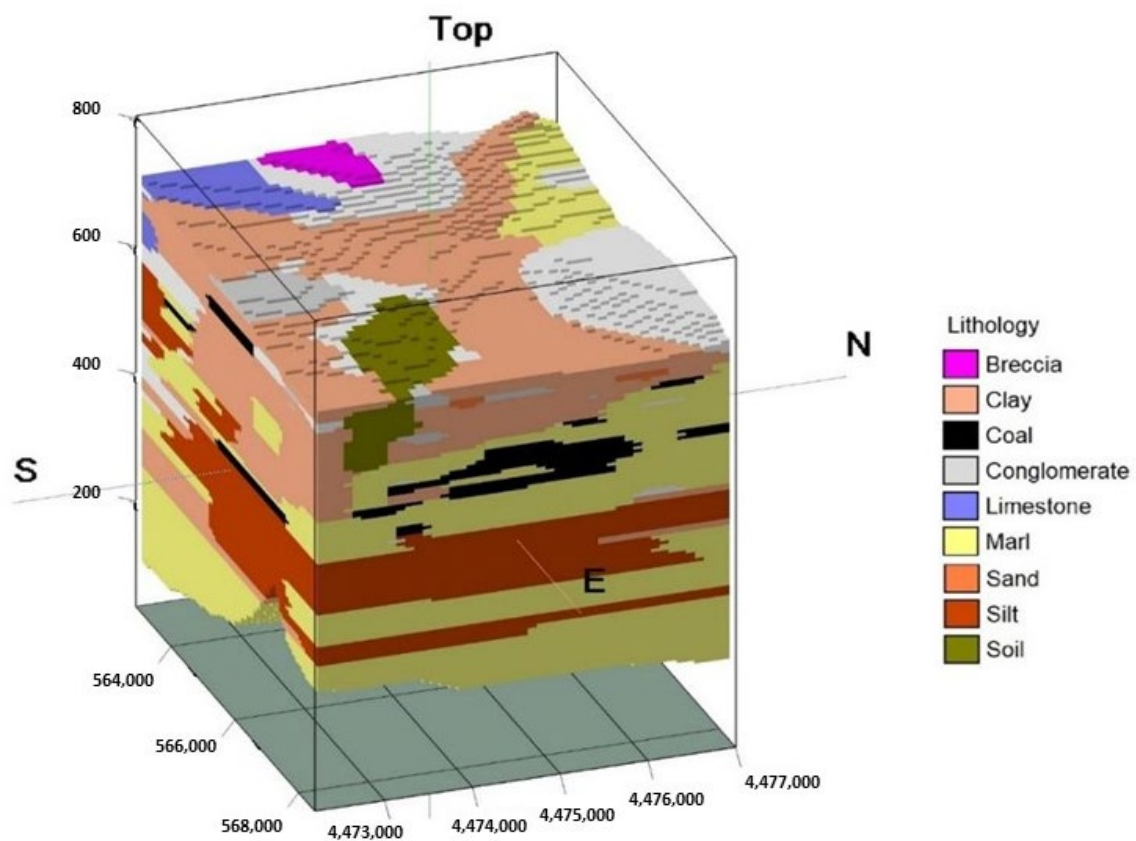 Top
800
600
400
200
N
S
E
Lithology
Breccia
Clay
Coal
Conglomerate
Limestone
Marl
Sand
Silt
Soil
564,000
566,000
568,000
4,473,000
4,474,000
4,475,000
4,476,000
4,477,000